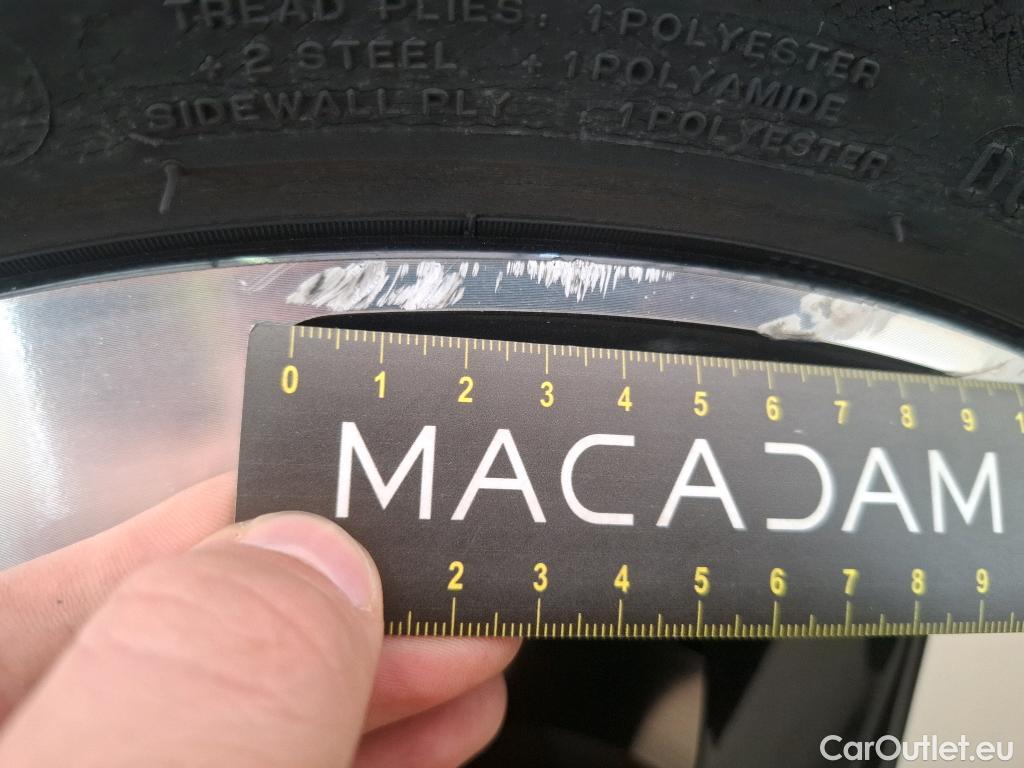 TREAD PLIES: 1 POLYESTER
+ 2 STEEL + 1 POLYAMIDE
SIDEWALL PLY : 1 POLYESTER
0 1 2 3 4 5 6 7 8 9 1
MACADAM
2 3 4 5 6 7 8 9
CarOutlet.eu